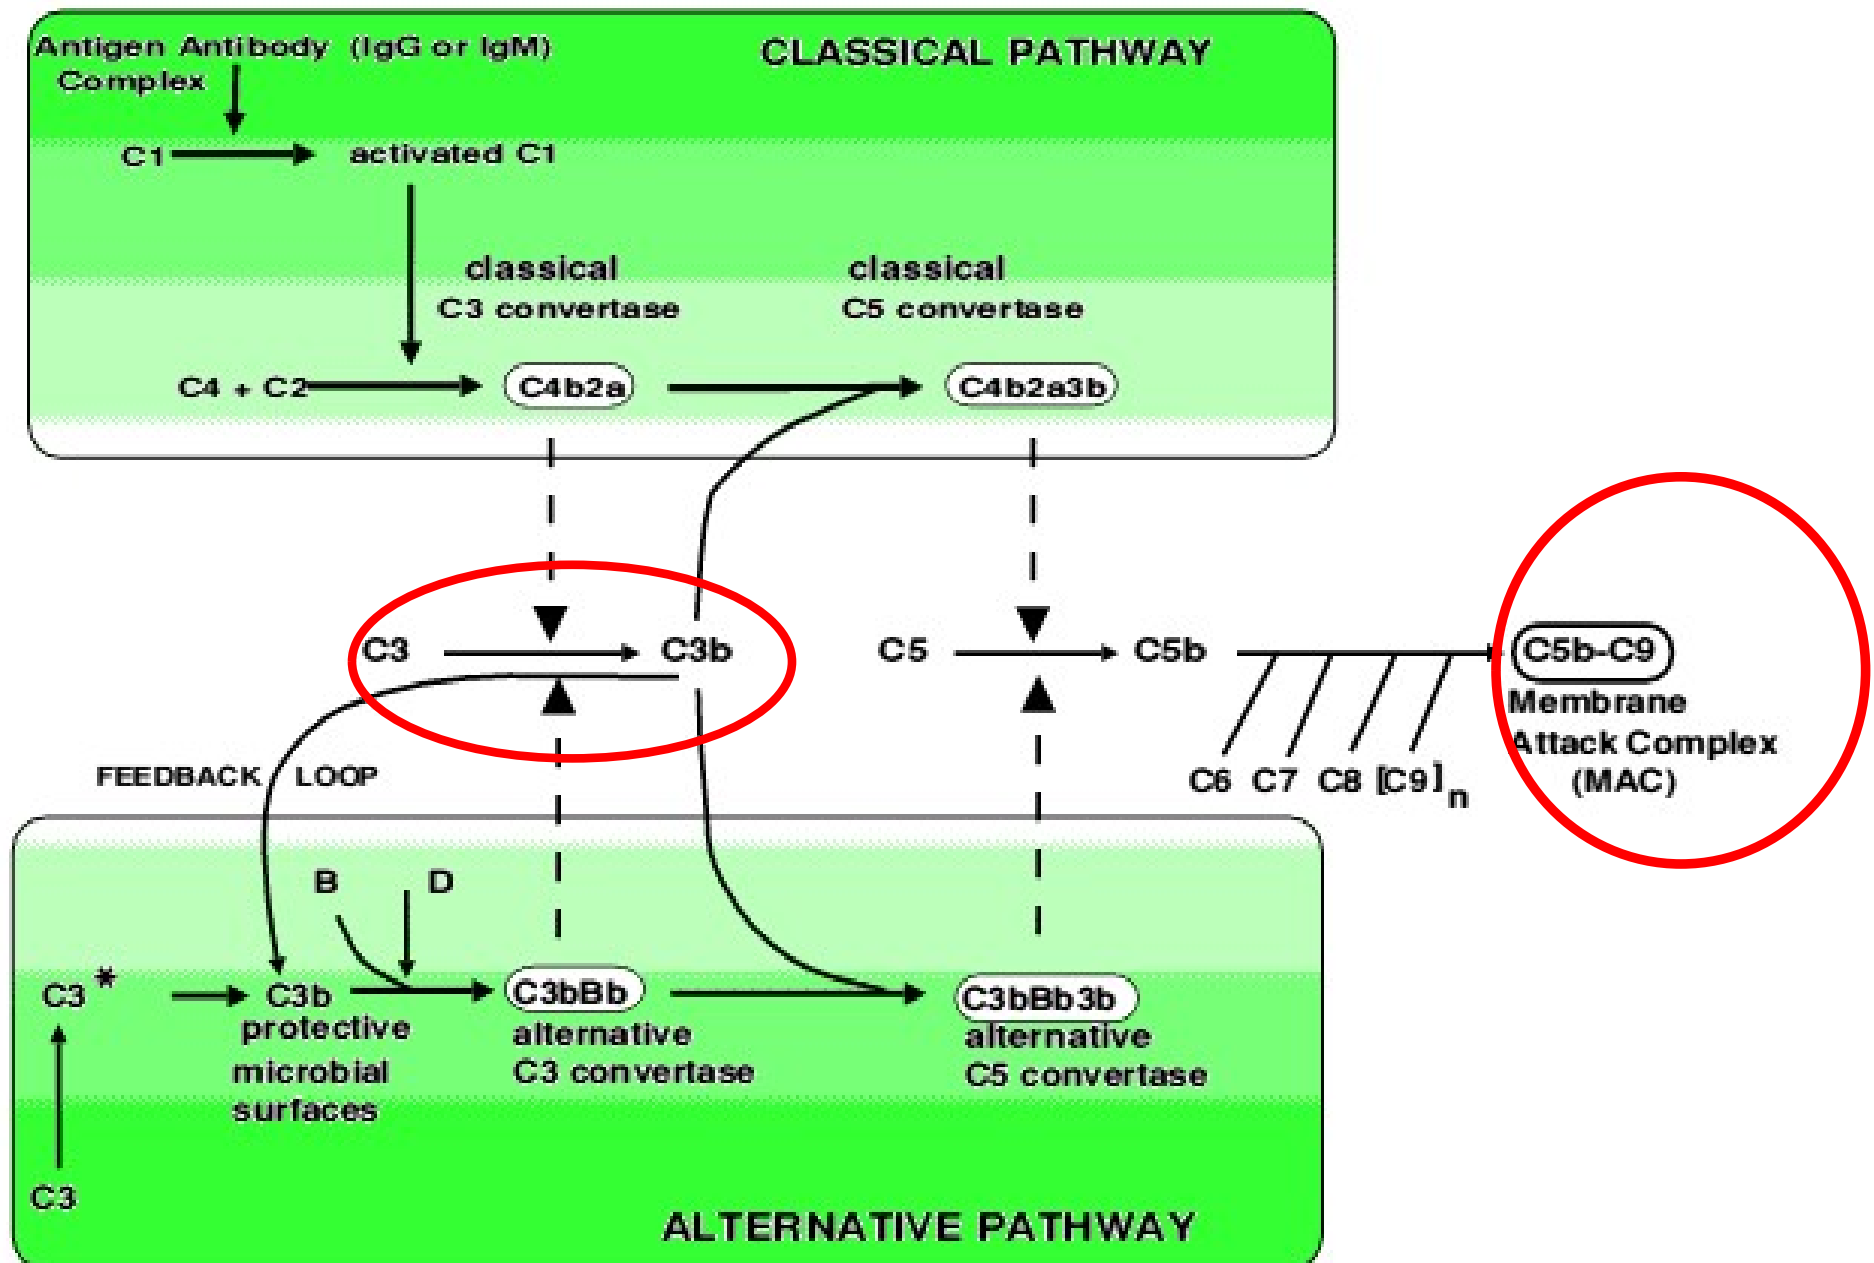 Antigen Antibody (IgG or IgM)
Complex
CLASSICAL PATHWAY
C1
activated C1
classical
C3 convertase
classical
C5 convertase
C4 + C2
C4b2a
C4b2a3b
C3
C3b
C5
C5b
C5b-C9
Membrane
Attack Complex
(MAC)
C6 C7 C8 [C9]n
FEEDBACK LOOP
B
D
C3*
C3b
protective
microbial
surfaces
C3bBb
alternative
C3 convertase
C3bBb3b
alternative
C5 convertase
C3
ALTERNATIVE PATHWAY